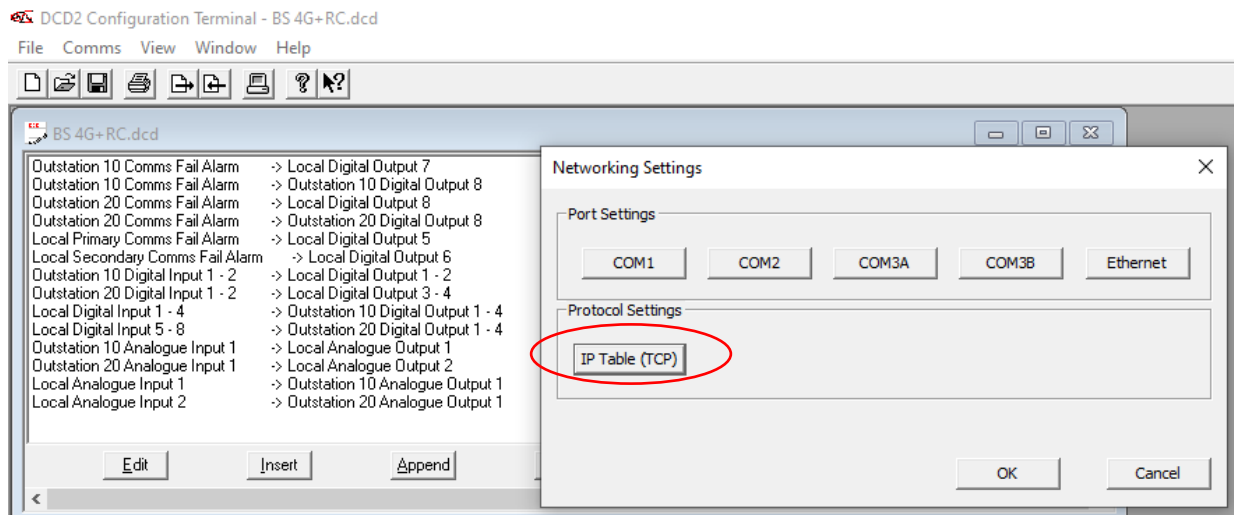 DCD2 Configuration Terminal - BS 4G+RC.dcd
File Comms View Window Help
BS 4G+RC.dcd
Outstation 10 Comms Fail Alarm -> Local Digital Output 7
Outstation 10 Comms Fail Alarm -> Outstation 10 Digital Output 8
Outstation 20 Comms Fail Alarm -> Local Digital Output 8
Outstation 20 Comms Fail Alarm -> Outstation 20 Digital Output 8
Local Primary Comms Fail Alarm -> Local Digital Output 5
Local Secondary Comms Fail Alarm -> Local Digital Output 6
Outstation 10 Digital Input 1 - 2 -> Local Digital Output 1 - 2
Outstation 20 Digital Input 1 - 2 -> Local Digital Output 3 - 4
Local Digital Input 1 - 4 -> Outstation 10 Digital Output 1 - 4
Local Digital Input 5 - 8 -> Outstation 20 Digital Output 1 - 4
Outstation 10 Analogue Input 1 -> Local Analogue Output 1
Outstation 20 Analogue Input 1 -> Local Analogue Output 2
Local Analogue Input 1 -> Outstation 10 Analogue Output 1
Local Analogue Input 2 -> Outstation 20 Analogue Output 1
Edit Insert Append
Networking Settings
Port Settings
COM1 COM2 COM3A COM3B Ethernet
Protocol Settings
IP Table (TCP)
OK Cancel